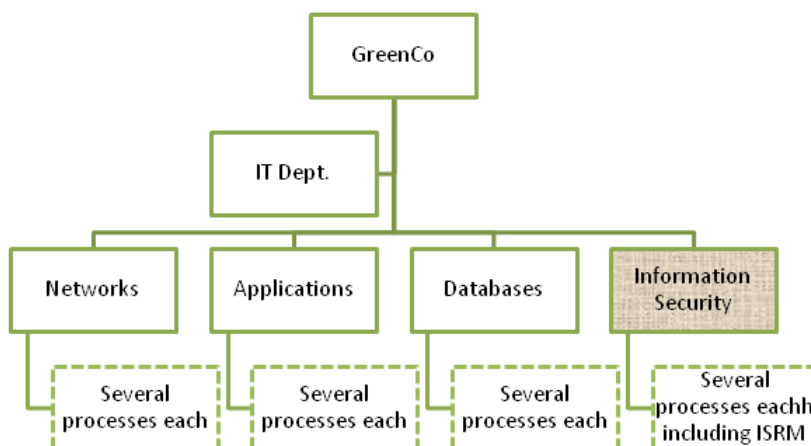 GreenCo
IT Dept.
Networks
Applications
Databases
Information
Security
Several
processes each
Several
processes each
Several
processes each
Several
processes eachh
including ISRM